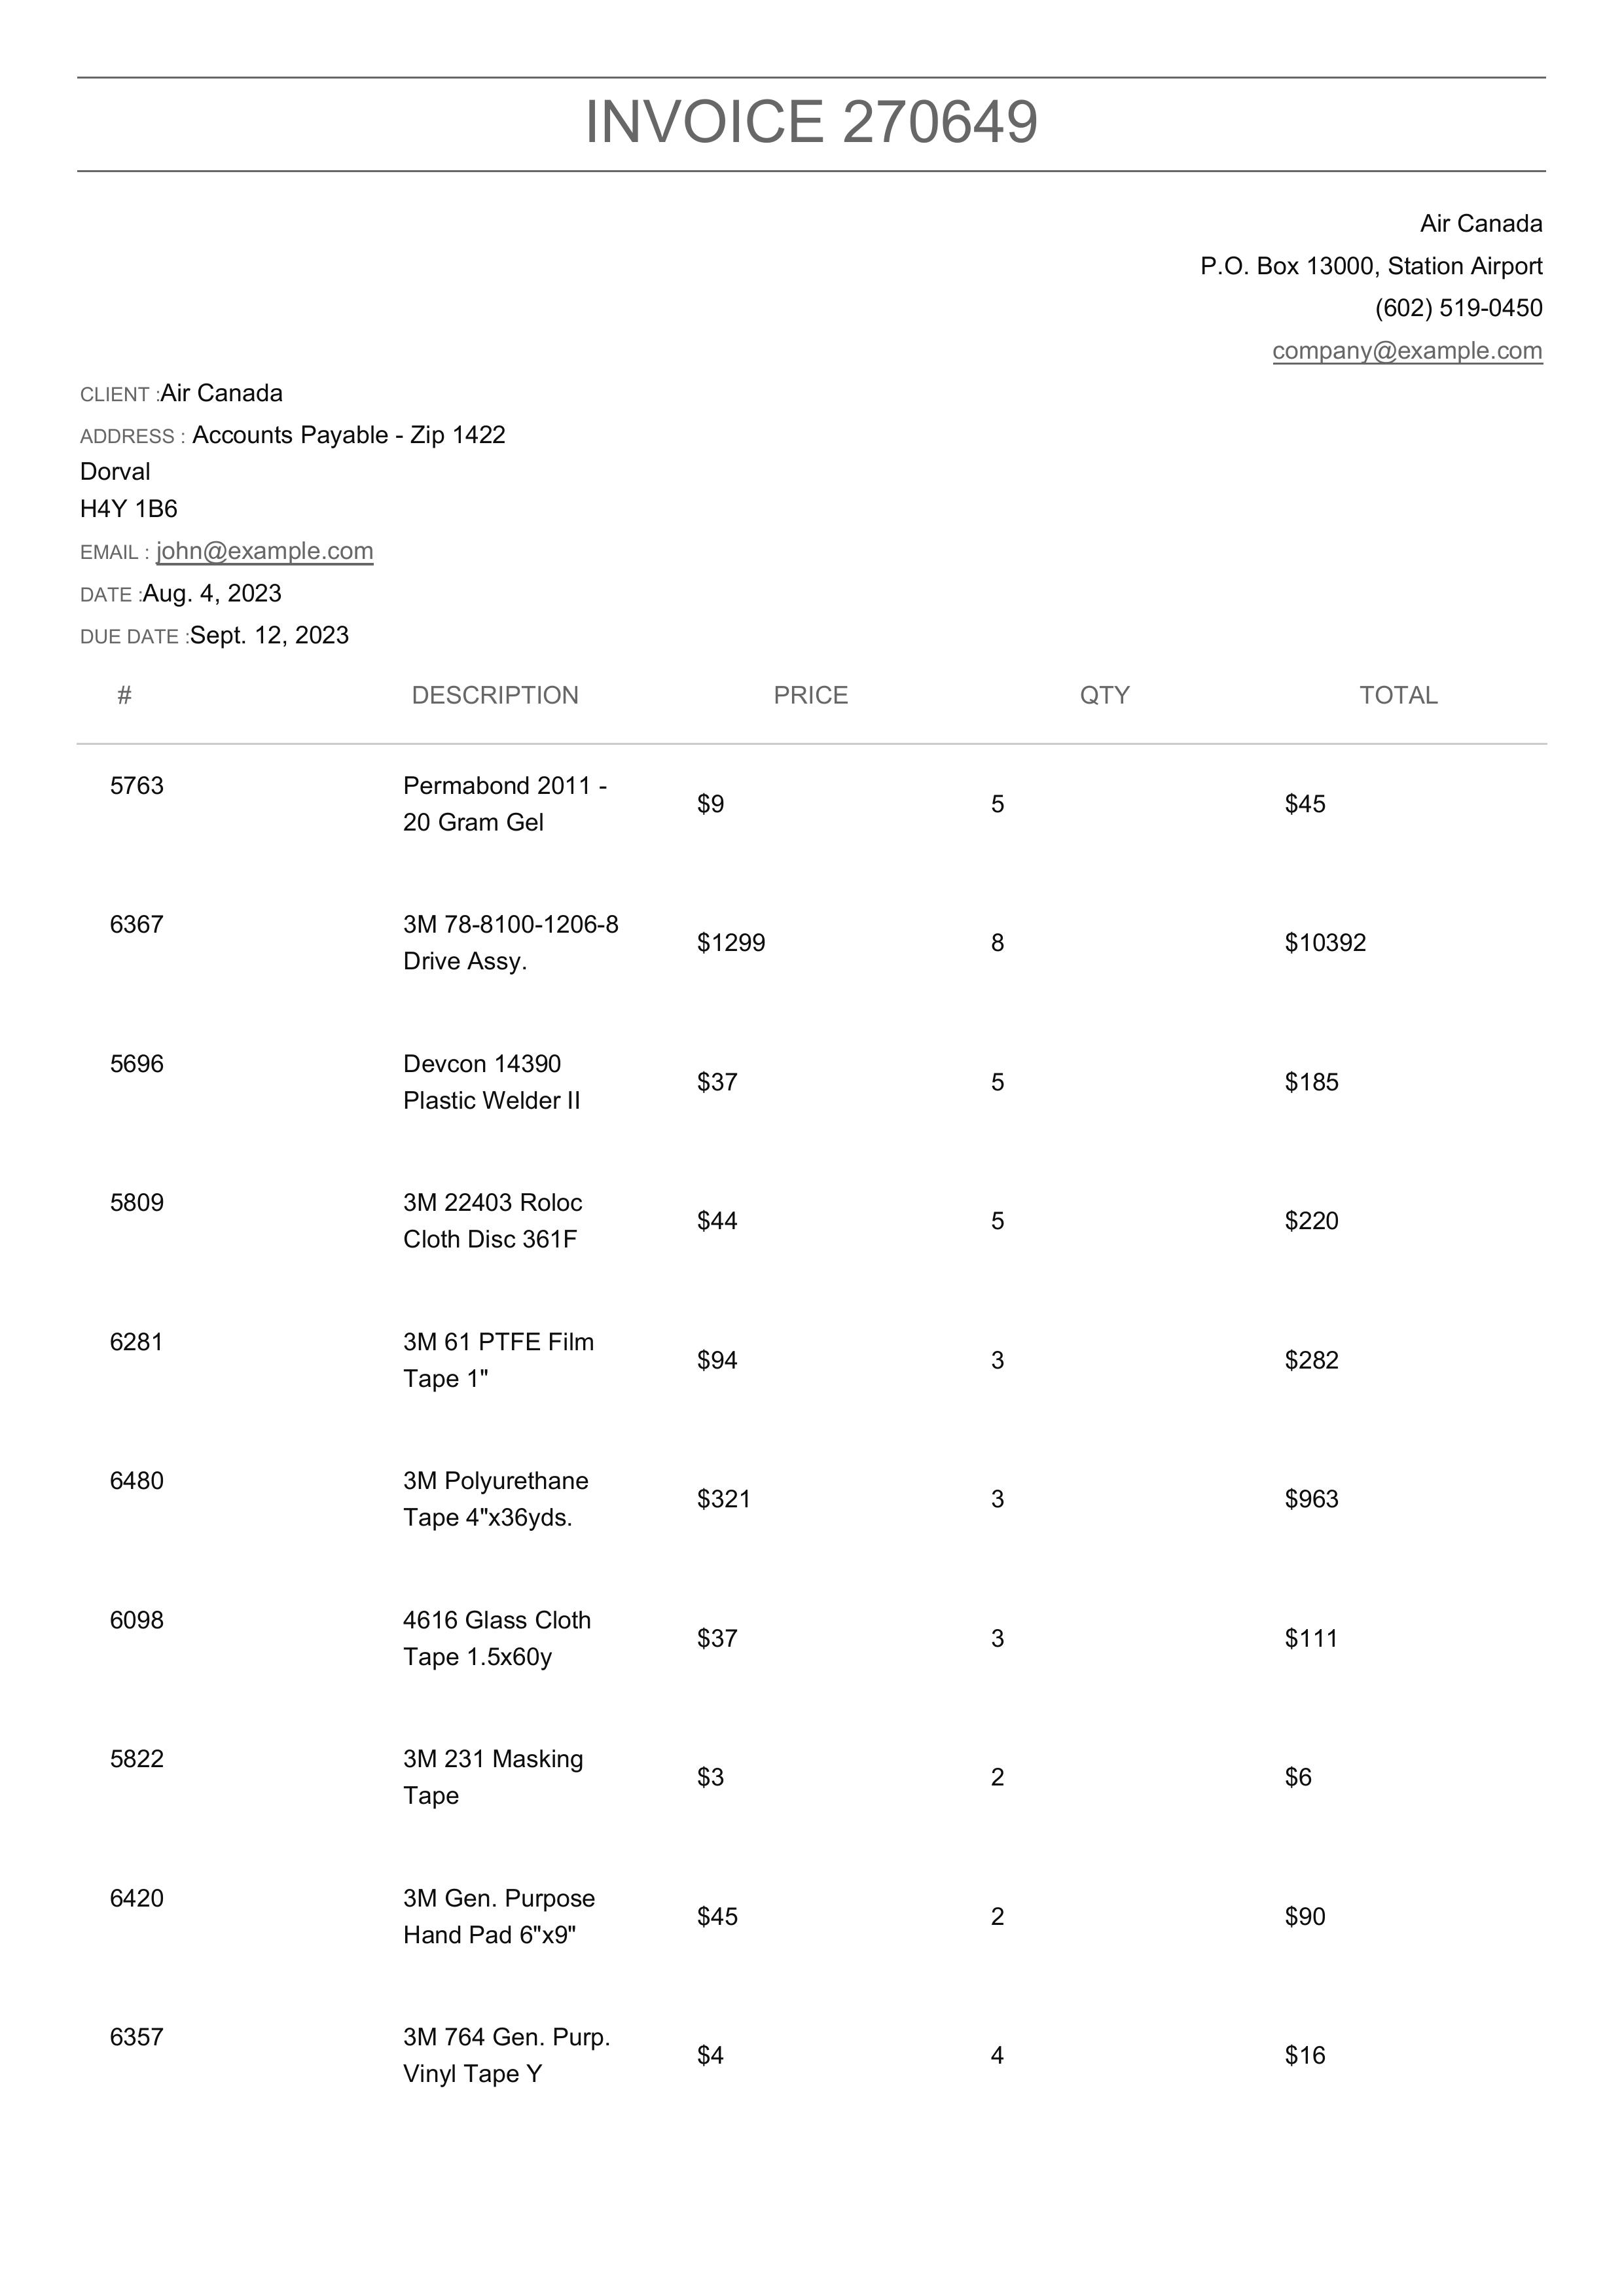 INVOICE 270649
Air Canada
P.O. Box 13000, Station Airport
(602) 519-0450
company@example.com
CLIENT :Air Canada
ADDRESS : Accounts Payable - Zip 1422
Dorval
H4Y 1B6
EMAIL : john@example.com
DATE :Aug. 4, 2023
DUE DATE :Sept. 12, 2023
# DESCRIPTION PRICE QTY TOTAL
5763 Permabond 2011 -
20 Gram Gel
$9 5 $45
6367 3M 78-8100-1206-8
Drive Assy.
$1299 8 $10392
5696 Devcon 14390
Plastic Welder II
$37 5 $185
5809 3M 22403 Roloc
Cloth Disc 361F
$44 5 $220
6281 3M 61 PTFE Film
Tape 1"
$94 3 $282
6480 3M Polyurethane
Tape 4"x36yds.
$321 3 $963
6098 4616 Glass Cloth
Tape 1.5x60y
$37 3 $111
5822 3M 231 Masking
Tape
$3 2 $6
6420 3M Gen. Purpose
Hand Pad 6"x9"
$45 2 $90
6357 3M 764 Gen. Purp.
Vinyl Tape Y
$4 4 $16